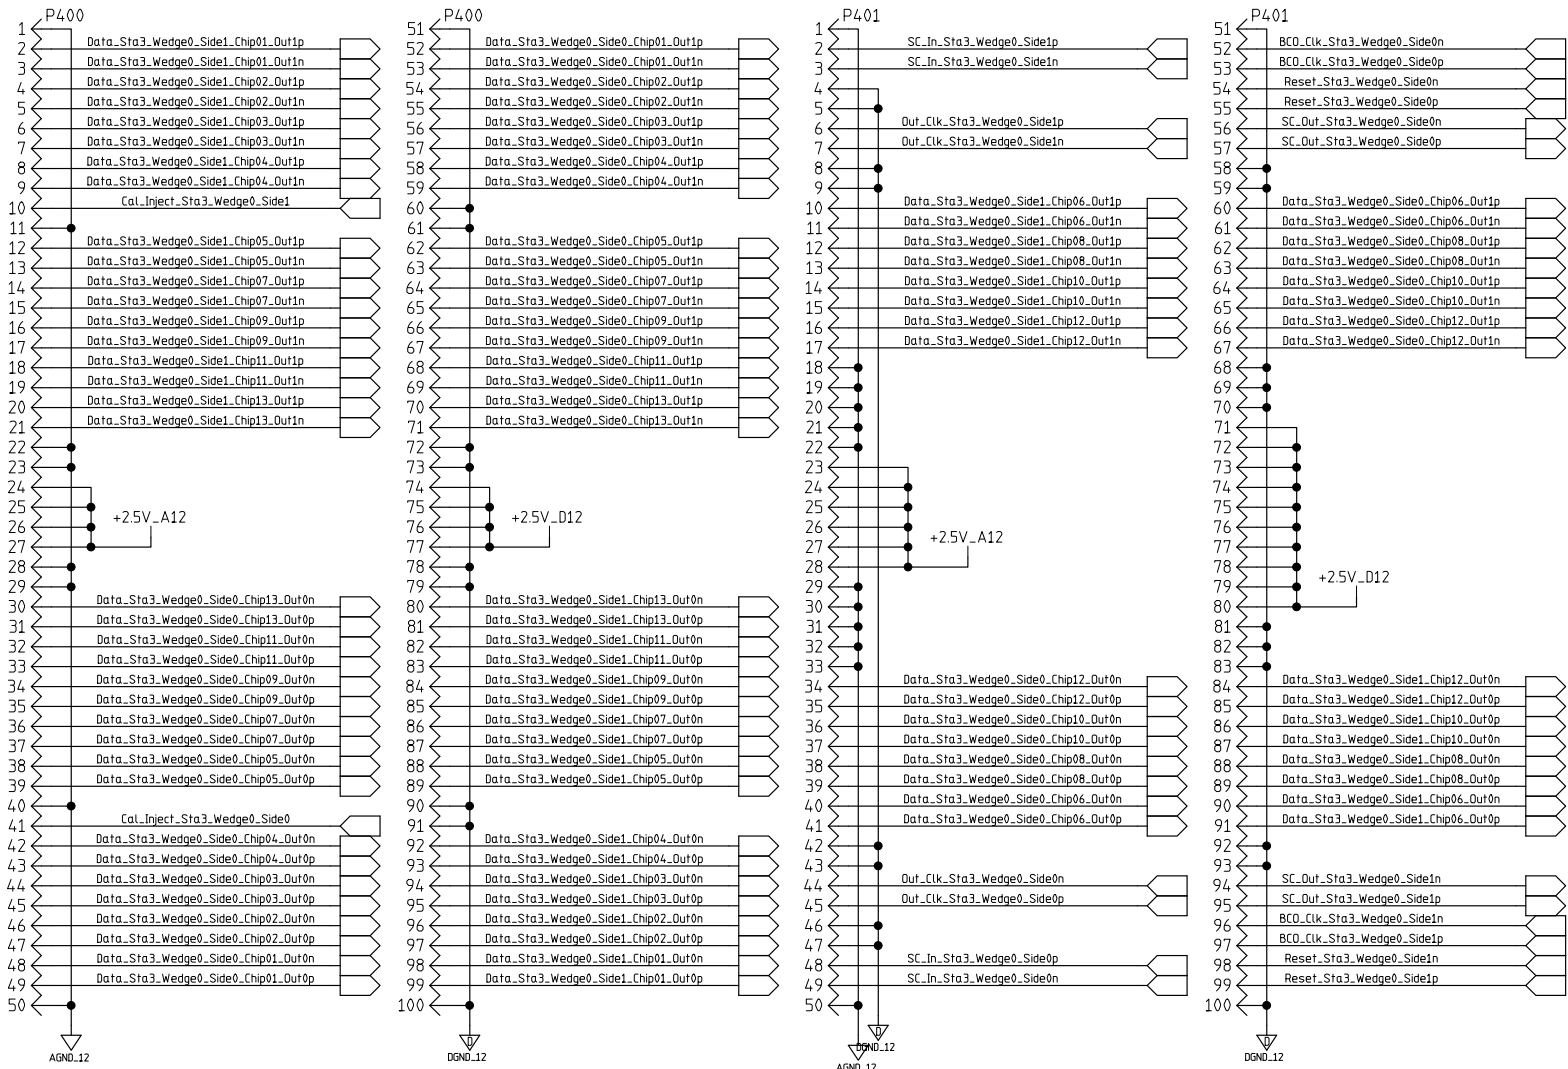 P400
1
2 Data_Sta3_Wedge0_Side1_Chip01_Out1p
3 Data_Sta3_Wedge0_Side1_Chip01_Out1n
4 Data_Sta3_Wedge0_Side1_Chip02_Out1p
5 Data_Sta3_Wedge0_Side1_Chip02_Out1n
6 Data_Sta3_Wedge0_Side1_Chip03_Out1p
7 Data_Sta3_Wedge0_Side1_Chip03_Out1n
8 Data_Sta3_Wedge0_Side1_Chip04_Out1p
9 Data_Sta3_Wedge0_Side1_Chip04_Out1n
10 Cal_Inject_Sta3_Wedge0_Side1
11
12 Data_Sta3_Wedge0_Side1_Chip05_Out1p
13 Data_Sta3_Wedge0_Side1_Chip05_Out1n
14 Data_Sta3_Wedge0_Side1_Chip07_Out1p
15 Data_Sta3_Wedge0_Side1_Chip07_Out1n
16 Data_Sta3_Wedge0_Side1_Chip09_Out1p
17 Data_Sta3_Wedge0_Side1_Chip09_Out1n
18 Data_Sta3_Wedge0_Side1_Chip11_Out1p
19 Data_Sta3_Wedge0_Side1_Chip11_Out1n
20 Data_Sta3_Wedge0_Side1_Chip13_Out1p
21 Data_Sta3_Wedge0_Side1_Chip13_Out1n
22
23
24
25
26 +2.5V_A12
27
28
29
30 Data_Sta3_Wedge0_Side0_Chip13_Out0n
31 Data_Sta3_Wedge0_Side0_Chip13_Out0p
32 Data_Sta3_Wedge0_Side0_Chip11_Out0n
33 Data_Sta3_Wedge0_Side0_Chip11_Out0p
34 Data_Sta3_Wedge0_Side0_Chip09_Out0n
35 Data_Sta3_Wedge0_Side0_Chip09_Out0p
36 Data_Sta3_Wedge0_Side0_Chip07_Out0n
37 Data_Sta3_Wedge0_Side0_Chip07_Out0p
38 Data_Sta3_Wedge0_Side0_Chip05_Out0n
39 Data_Sta3_Wedge0_Side0_Chip05_Out0p
40
41 Cal_Inject_Sta3_Wedge0_Side0
42 Data_Sta3_Wedge0_Side0_Chip04_Out0n
43 Data_Sta3_Wedge0_Side0_Chip04_Out0p
44 Data_Sta3_Wedge0_Side0_Chip03_Out0n
45 Data_Sta3_Wedge0_Side0_Chip03_Out0p
46 Data_Sta3_Wedge0_Side0_Chip02_Out0n
47 Data_Sta3_Wedge0_Side0_Chip02_Out0p
48 Data_Sta3_Wedge0_Side0_Chip01_Out0n
49 Data_Sta3_Wedge0_Side0_Chip01_Out0p
50
AGND_12
P400
51
52 Data_Sta3_Wedge0_Side0_Chip01_Out1p
53 Data_Sta3_Wedge0_Side0_Chip01_Out1n
54 Data_Sta3_Wedge0_Side0_Chip02_Out1p
55 Data_Sta3_Wedge0_Side0_Chip02_Out1n
56 Data_Sta3_Wedge0_Side0_Chip03_Out1p
57 Data_Sta3_Wedge0_Side0_Chip03_Out1n
58 Data_Sta3_Wedge0_Side0_Chip04_Out1p
59 Data_Sta3_Wedge0_Side0_Chip04_Out1n
60
61
62 Data_Sta3_Wedge0_Side0_Chip05_Out1p
63 Data_Sta3_Wedge0_Side0_Chip05_Out1n
64 Data_Sta3_Wedge0_Side0_Chip07_Out1p
65 Data_Sta3_Wedge0_Side0_Chip07_Out1n
66 Data_Sta3_Wedge0_Side0_Chip09_Out1p
67 Data_Sta3_Wedge0_Side0_Chip09_Out1n
68 Data_Sta3_Wedge0_Side0_Chip11_Out1p
69 Data_Sta3_Wedge0_Side0_Chip11_Out1n
70 Data_Sta3_Wedge0_Side0_Chip13_Out1p
71 Data_Sta3_Wedge0_Side0_Chip13_Out1n
72
73
74
75
76 +2.5V_D12
77
78
79
80 Data_Sta3_Wedge0_Side1_Chip13_Out0n
81 Data_Sta3_Wedge0_Side1_Chip13_Out0p
82 Data_Sta3_Wedge0_Side1_Chip11_Out0n
83 Data_Sta3_Wedge0_Side1_Chip11_Out0p
84 Data_Sta3_Wedge0_Side1_Chip09_Out0n
85 Data_Sta3_Wedge0_Side1_Chip09_Out0p
86 Data_Sta3_Wedge0_Side1_Chip07_Out0n
87 Data_Sta3_Wedge0_Side1_Chip07_Out0p
88 Data_Sta3_Wedge0_Side1_Chip05_Out0n
89 Data_Sta3_Wedge0_Side1_Chip05_Out0p
90
91
92 Data_Sta3_Wedge0_Side1_Chip04_Out0n
93 Data_Sta3_Wedge0_Side1_Chip04_Out0p
94 Data_Sta3_Wedge0_Side1_Chip03_Out0n
95 Data_Sta3_Wedge0_Side1_Chip03_Out0p
96 Data_Sta3_Wedge0_Side1_Chip02_Out0n
97 Data_Sta3_Wedge0_Side1_Chip02_Out0p
98 Data_Sta3_Wedge0_Side1_Chip01_Out0n
99 Data_Sta3_Wedge0_Side1_Chip01_Out0p
100
D
DGND_12
P401
1
2 SC_In_Sta3_Wedge0_Side1p
3 SC_In_Sta3_Wedge0_Side1n
4
5
6 Out_Clk_Sta3_Wedge0_Side1p
7 Out_Clk_Sta3_Wedge0_Side1n
8
9
10 Data_Sta3_Wedge0_Side1_Chip06_Out1p
11 Data_Sta3_Wedge0_Side1_Chip06_Out1n
12 Data_Sta3_Wedge0_Side1_Chip08_Out1p
13 Data_Sta3_Wedge0_Side1_Chip08_Out1n
14 Data_Sta3_Wedge0_Side1_Chip10_Out1p
15 Data_Sta3_Wedge0_Side1_Chip10_Out1n
16 Data_Sta3_Wedge0_Side1_Chip12_Out1p
17 Data_Sta3_Wedge0_Side1_Chip12_Out1n
18
19
20
21
22
23
24
25
26
27 +2.5V_A12
28
29
30
31
32
33
34 Data_Sta3_Wedge0_Side0_Chip12_Out0n
35 Data_Sta3_Wedge0_Side0_Chip12_Out0p
36 Data_Sta3_Wedge0_Side0_Chip10_Out0n
37 Data_Sta3_Wedge0_Side0_Chip10_Out0p
38 Data_Sta3_Wedge0_Side0_Chip08_Out0n
39 Data_Sta3_Wedge0_Side0_Chip08_Out0p
40 Data_Sta3_Wedge0_Side0_Chip06_Out0n
41 Data_Sta3_Wedge0_Side0_Chip06_Out0p
42
43
44 Out_Clk_Sta3_Wedge0_Side0n
45 Out_Clk_Sta3_Wedge0_Side0p
46
47
48 SC_In_Sta3_Wedge0_Side0p
49 SC_In_Sta3_Wedge0_Side0n
50
D
DGND_12
AGND_12
P401
51
52 BCO_Clk_Sta3_Wedge0_Side0n
53 BCO_Clk_Sta3_Wedge0_Side0p
54 Reset_Sta3_Wedge0_Side0n
55 Reset_Sta3_Wedge0_Side0p
56 SC_Out_Sta3_Wedge0_Side0n
57 SC_Out_Sta3_Wedge0_Side0p
58
59
60 Data_Sta3_Wedge0_Side0_Chip06_Out1p
61 Data_Sta3_Wedge0_Side0_Chip06_Out1n
62 Data_Sta3_Wedge0_Side0_Chip08_Out1p
63 Data_Sta3_Wedge0_Side0_Chip08_Out1n
64 Data_Sta3_Wedge0_Side0_Chip10_Out1p
65 Data_Sta3_Wedge0_Side0_Chip10_Out1n
66 Data_Sta3_Wedge0_Side0_Chip12_Out1p
67 Data_Sta3_Wedge0_Side0_Chip12_Out1n
68
69
70
71
72
73
74
75
76
77
78
79 +2.5V_D12
80
81
82
83
84 Data_Sta3_Wedge0_Side1_Chip12_Out0n
85 Data_Sta3_Wedge0_Side1_Chip12_Out0p
86 Data_Sta3_Wedge0_Side1_Chip10_Out0p
87 Data_Sta3_Wedge0_Side1_Chip10_Out0n
88 Data_Sta3_Wedge0_Side1_Chip08_Out0n
89 Data_Sta3_Wedge0_Side1_Chip08_Out0p
90 Data_Sta3_Wedge0_Side1_Chip06_Out0n
91 Data_Sta3_Wedge0_Side1_Chip06_Out0p
92
93
94 SC_Out_Sta3_Wedge0_Side1n
95 SC_Out_Sta3_Wedge0_Side1p
96 BCO_Clk_Sta3_Wedge0_Side1n
97 BCO_Clk_Sta3_Wedge0_Side1p
98 Reset_Sta3_Wedge0_Side1n
99 Reset_Sta3_Wedge0_Side1p
100
D
DGND_12